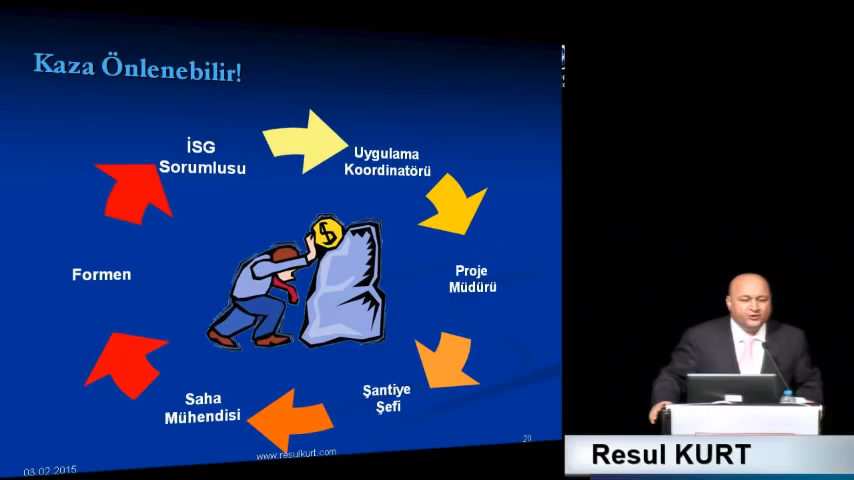 Kaza Önlenebilir!
İSG
Sorumlusu
Uygulama
Koordinatörü
Proje
Müdürü
Şantiye
Şefi
Saha
Mühendisi
Formen
$
03.02.2015
www.resulkurt.com
20
Resul KURT